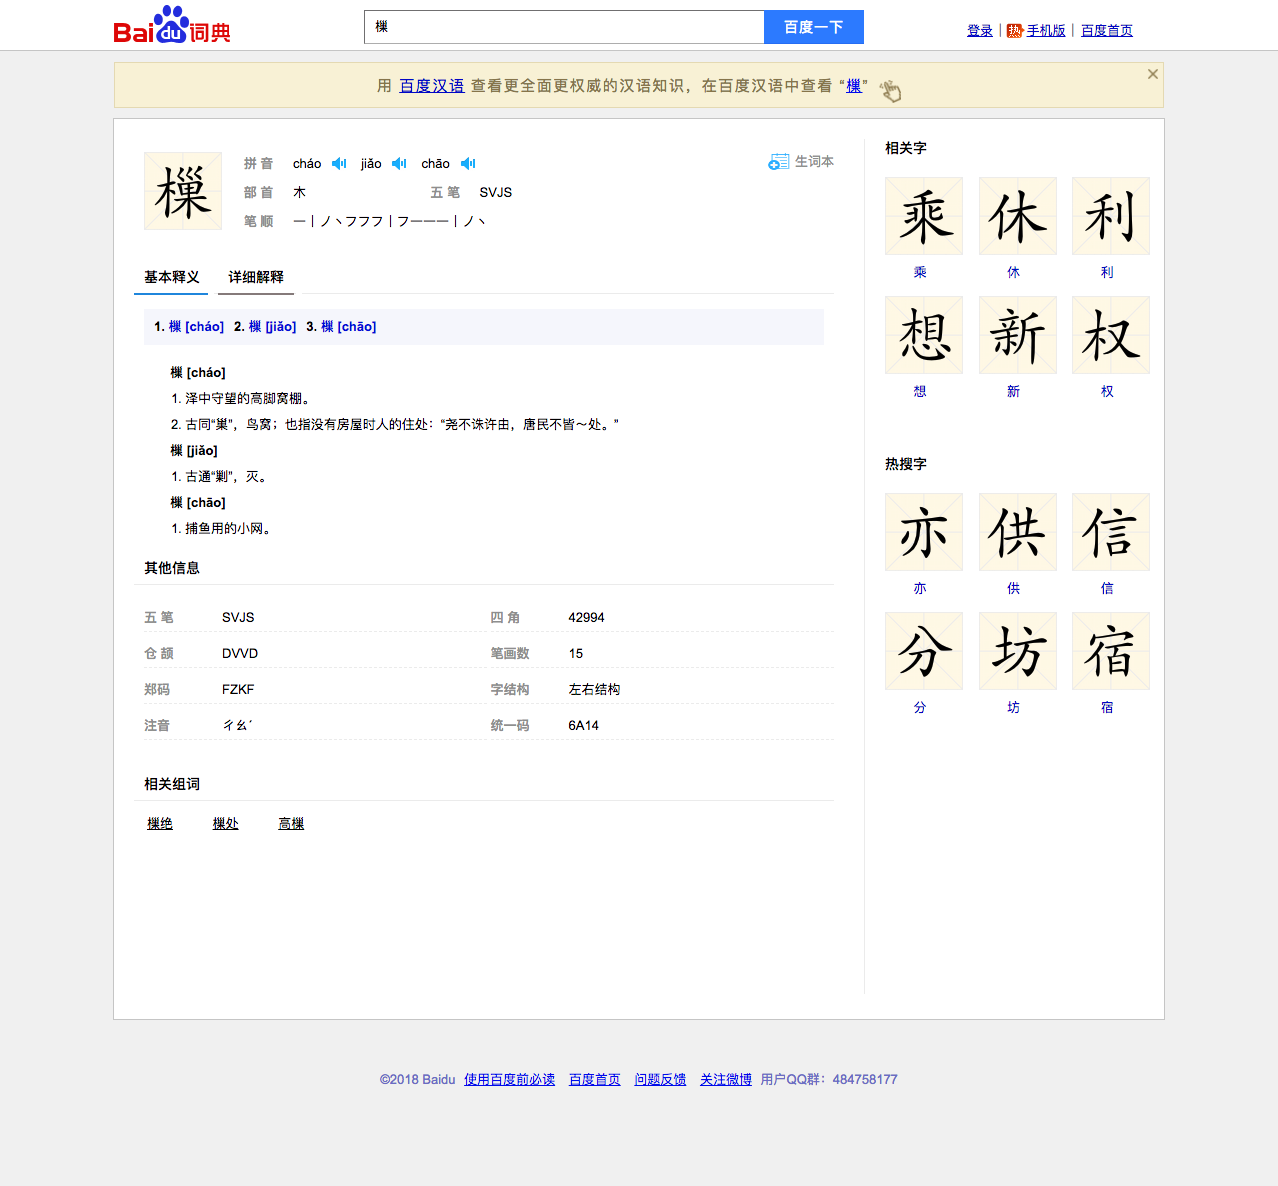 Baidu词典
樔
百度一下
登录 | 热 手机版 | 百度首页
用 百度汉语 查看更全面更权威的汉语知识，在百度汉语中查看 “樔”
樔
拼 音 cháo jiǎo chāo
生词本
部 首 木 五 笔 SVJS
笔 顺 一丨ノ丶フフフ丨フ一一一丨ノ丶
基本释义 详细解释
1. 樔 [cháo] 2. 樔 [jiǎo] 3. 樔 [chāo]
樔 [cháo]
1. 泽中守望的高脚窝棚。
2. 古同“巢”，鸟窝；也指没有房屋时人的住处：“尧不诛许由，唐民不皆～处。”
樔 [jiǎo]
1. 古通“剿”，灭。
樔 [chāo]
1. 捕鱼用的小网。
其他信息
五 笔 SVJS 四 角 42994
仓 颉 DVVD 笔画数 15
郑码 FZKF 字结构 左右结构
注音 ㄔㄠˊ 统一码 6A14
相关组词
樔绝 樔处 高樔
相关字
乘 休 利
乘 休 利
想 新 权
想 新 权
热搜字
亦 供 信
亦 供 信
分 坊 宿
分 坊 宿
©2018 Baidu 使用百度前必读 百度首页 问题反馈 关注微博 用户QQ群：484758177